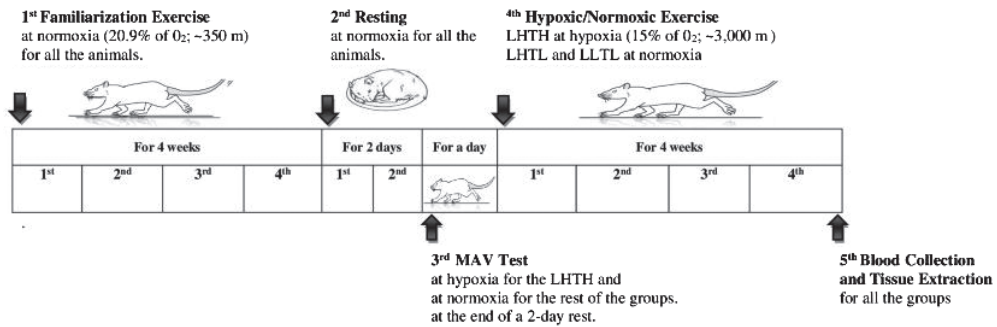 1st Familiarization Exercise
at normoxia (20.9% of 0₂; ~350 m)
for all the animals.
2nd Resting
at normoxia for all the
animals.
4th Hypoxic/Normoxic Exercise
LHTH at hypoxia (15% of 0₂; ~3,000 m )
LHTL and LLTL at normoxia
For 4 weeks
For 2 days
For a day
For 4 weeks
1st
2nd
3rd
4th
1st
2nd
1st
2nd
3rd
4th
3rd MAV Test
at hypoxia for the LHTH and
at normoxia for the rest of the groups.
at the end of a 2-day rest.
5th Blood Collection
and Tissue Extraction
for all the groups